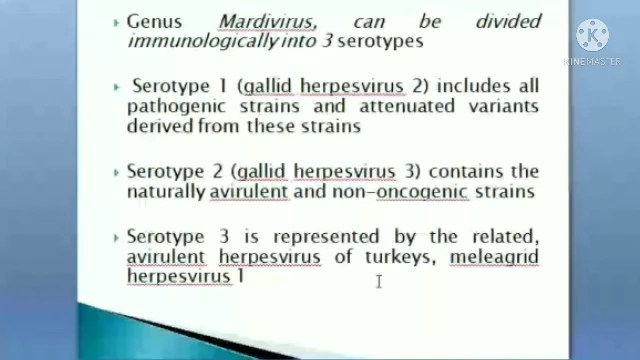 Genus Mardivirus, can be divided
immunologically into 3 serotypes
Serotype 1 (gallid herpesvirus 2) includes all
pathogenic strains and attenuated variants
derived from these strains
Serotype 2 (gallid herpesvirus 3) contains the
naturally avirulent and non-oncogenic strains
Serotype 3 is represented by the related,
avirulent herpesvirus of turkeys, meleagrid
herpesvirus 1
KINEMASTER